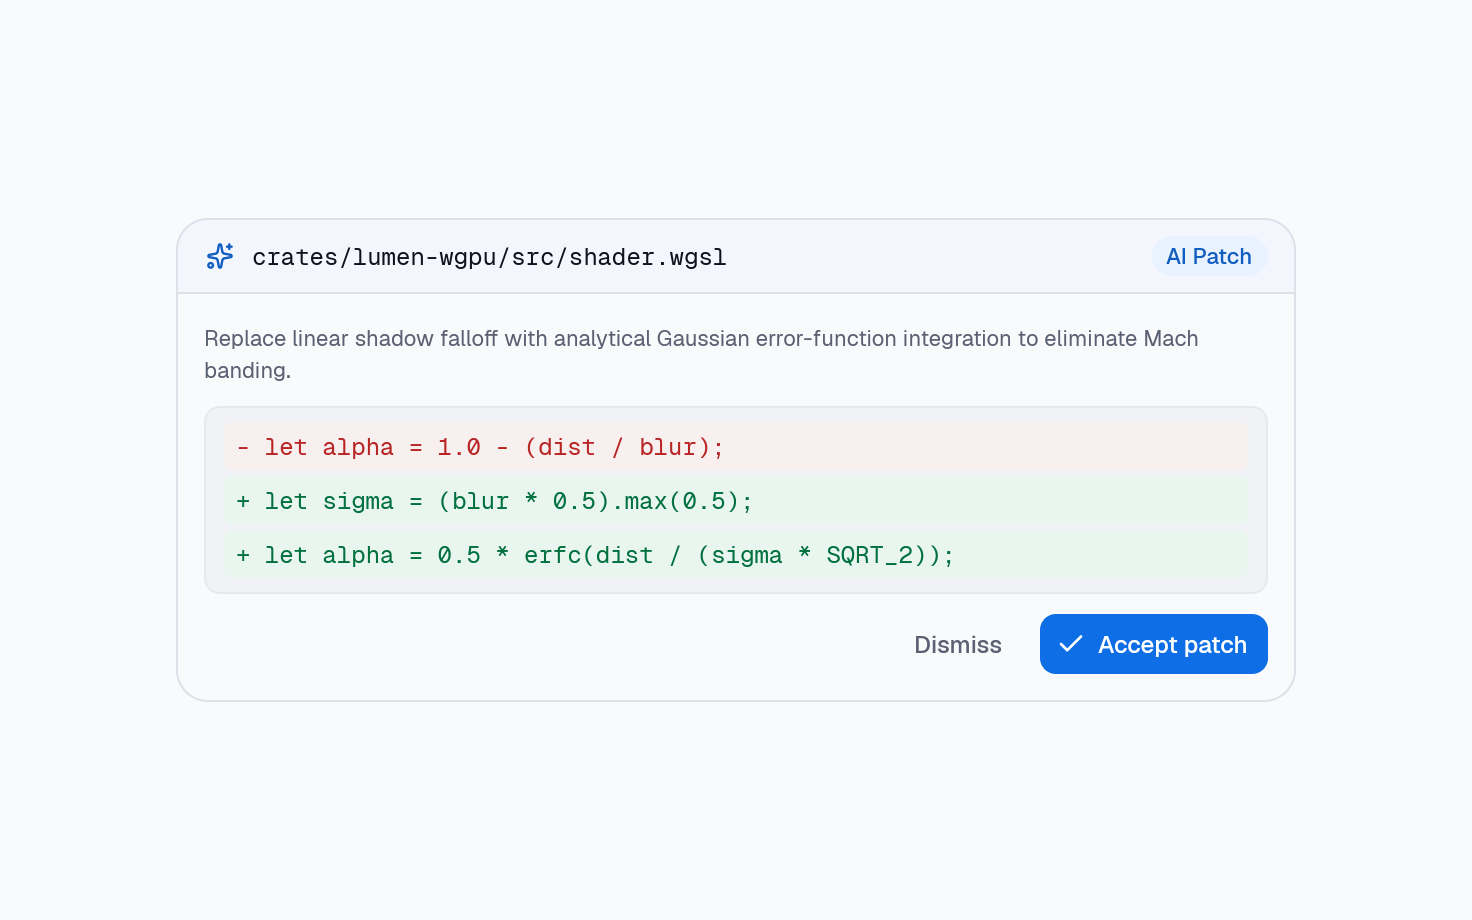 crates/lumen-wgpu/src/shader.wgsl
AI Patch
Replace linear shadow falloff with analytical Gaussian error-function integration to eliminate Mach
banding.
- let alpha = 1.0 - (dist / blur);
+ let sigma = (blur * 0.5).max(0.5);
+ let alpha = 0.5 * erfc(dist / (sigma * SQRT_2));
Dismiss
Accept patch